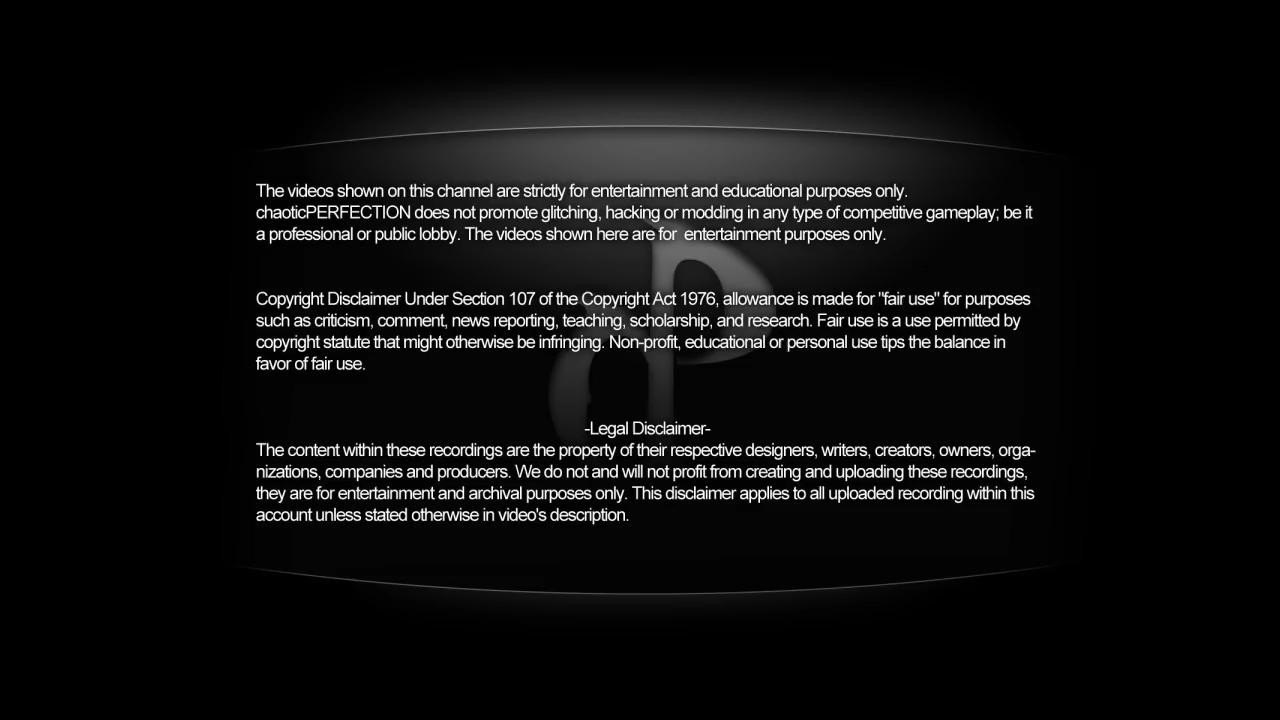 The videos shown on this channel are strictly for entertainment and educational purposes only.
chaoticPERFECTION does not promote glitching, hacking or modding in any type of competitive gameplay; be it
a professional or public lobby. The videos shown here are for  entertainment purposes only.
Copyright Disclaimer Under Section 107 of the Copyright Act 1976, allowance is made for "fair use" for purposes
such as criticism, comment, news reporting, teaching, scholarship, and research. Fair use is a use permitted by
copyright statute that might otherwise be infringing. Non-profit, educational or personal use tips the balance in
favor of fair use.
-Legal Disclaimer-
The content within these recordings are the property of their respective designers, writers, creators, owners, orga-
nizations, companies and producers. We do not and will not profit from creating and uploading these recordings,
they are for entertainment and archival purposes only. This disclaimer applies to all uploaded recording within this
account unless stated otherwise in video's description.